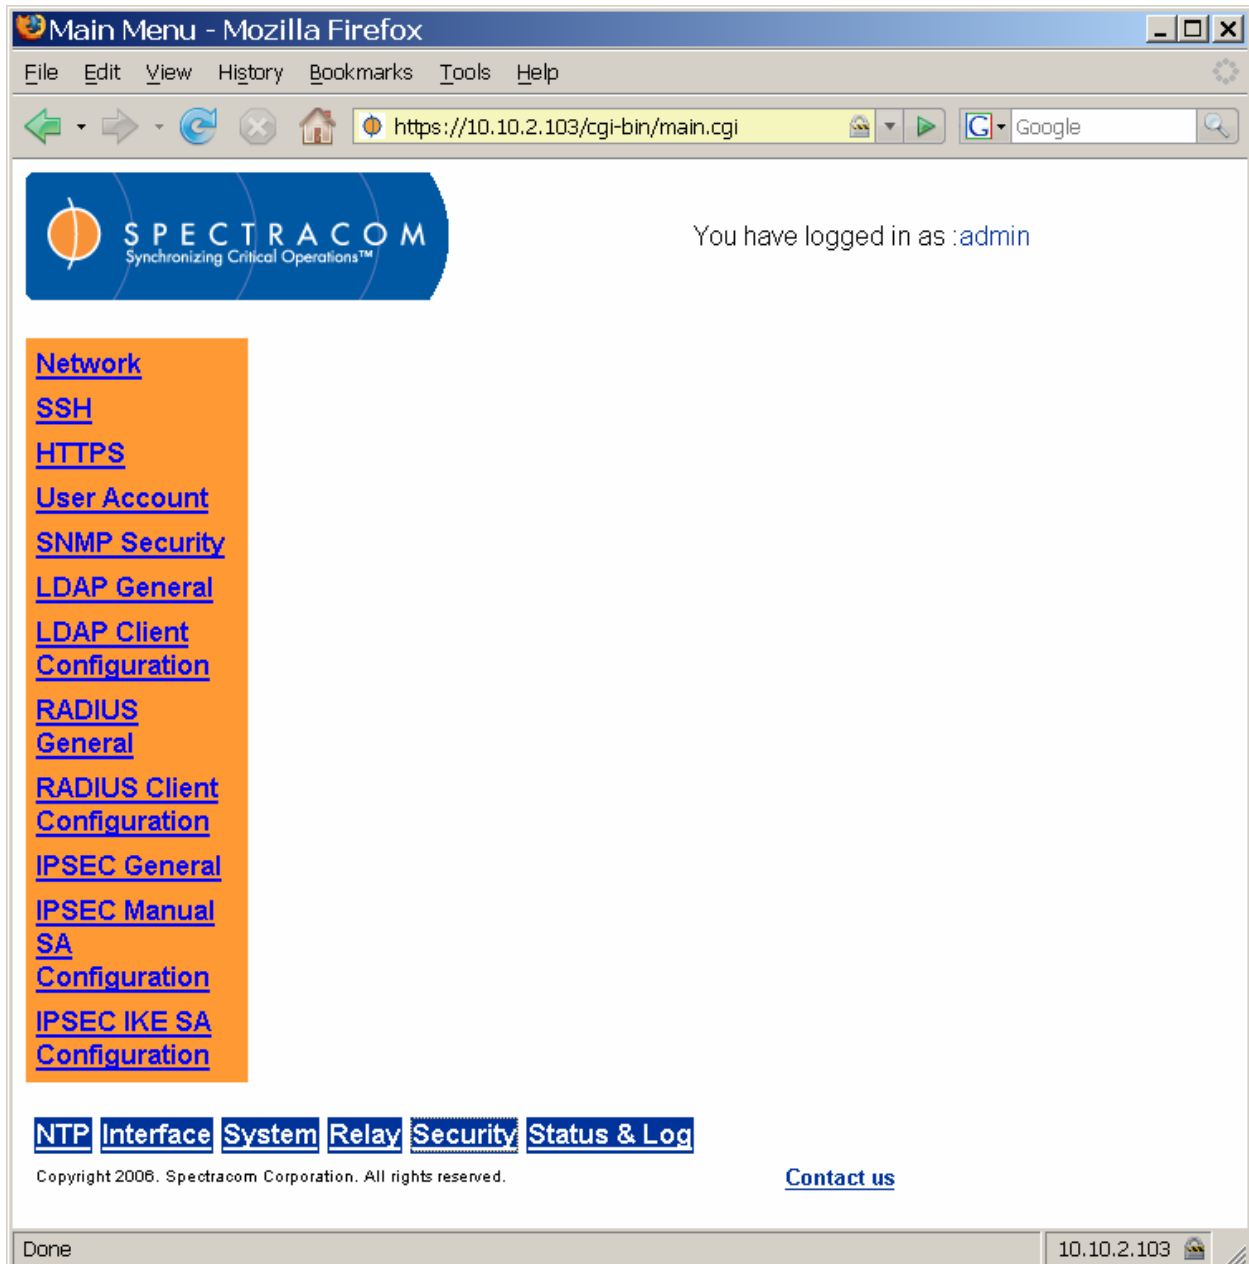 Main Menu - Mozilla Firefox
File Edit View History Bookmarks Tools Help
https://10.10.2.103/cgi-bin/main.cgi G Google
SPECTRACOM
Synchronizing Critical Operations™
You have logged in as :admin
Network
SSH
HTTPS
User Account
SNMP Security
LDAP General
LDAP Client
Configuration
RADIUS
General
RADIUS Client
Configuration
IPSEC General
IPSEC Manual
SA
Configuration
IPSEC IKE SA
Configuration
NTP Interface System Relay Security Status & Log
Copyright 2006. Spectracom Corporation. All rights reserved.
Contact us
Done 10.10.2.103